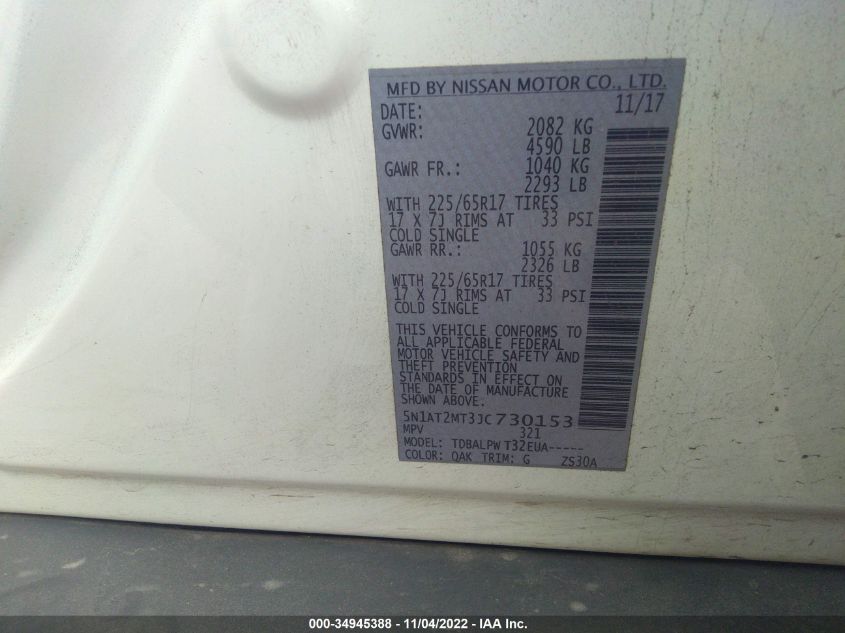 MFD BY NISSAN MOTOR CO., LTD.
DATE: 11/17
GVWR: 2082 KG
4590 LB
GAWR FR.: 1040 KG
2293 LB
WITH 225/65R17 TIRES
17 X 7J RIMS AT 33 PSI
COLD SINGLE
GAWR RR.: 1055 KG
2326 LB
WITH 225/65R17 TIRES
17 X 7J RIMS AT 33 PSI
COLD SINGLE
THIS VEHICLE CONFORMS TO
ALL APPLICABLE FEDERAL
MOTOR VEHICLE SAFETY AND
THEFT PREVENTION
STANDARDS IN EFFECT ON
THE DATE OF MANUFACTURE
SHOWN ABOVE.
5N1AT2MT3JC730153
MPV 321
MODEL: TDBALPW T32EUA-----
COLOR: QAK TRIM: G ZS30A
000-34945388 - 11/04/2022 - IAA Inc.